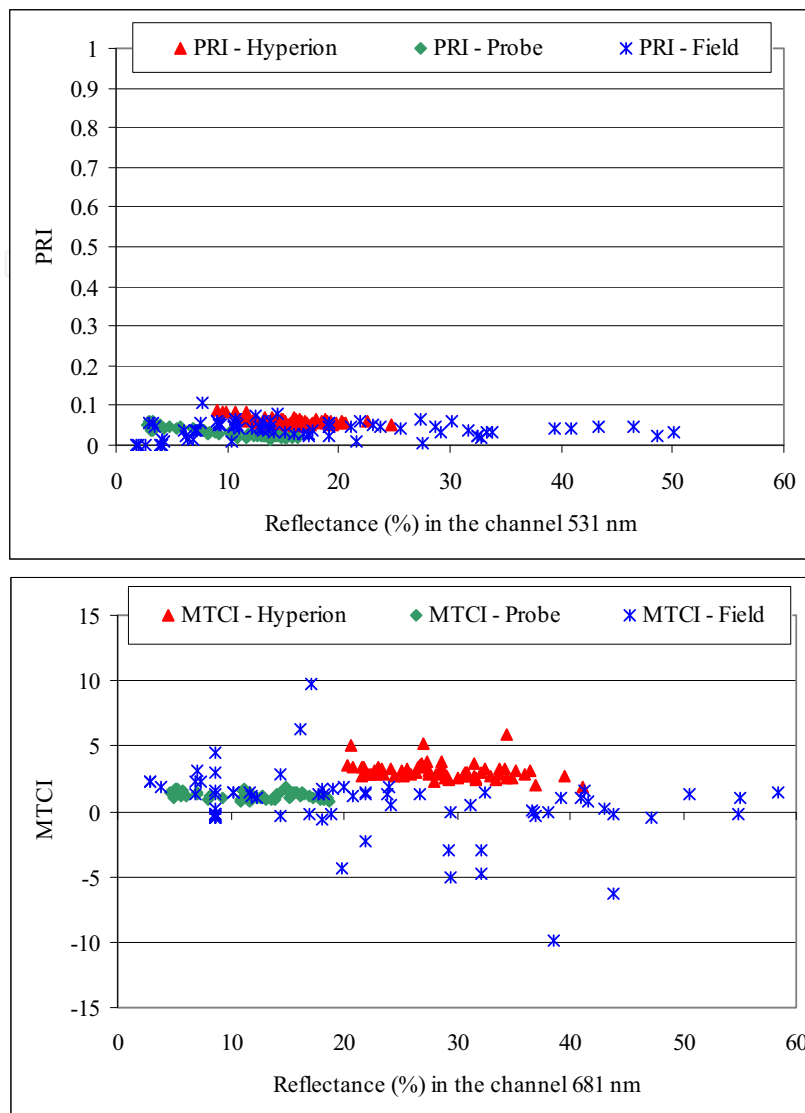 PRI - Hyperion PRI - Probe PRI - Field
1
0.9
0.8
0.7
0.6
0.5
0.4
0.3
0.2
0.1
0
PRI
0 10 20 30 40 50 60
Reflectance (%) in the channel 531 nm
MTCI - Hyperion MTCI - Probe MTCI - Field
15
10
5
0
-5
-10
-15
MTCI
0 10 20 30 40 50 60
Reflectance (%) in the channel 681 nm